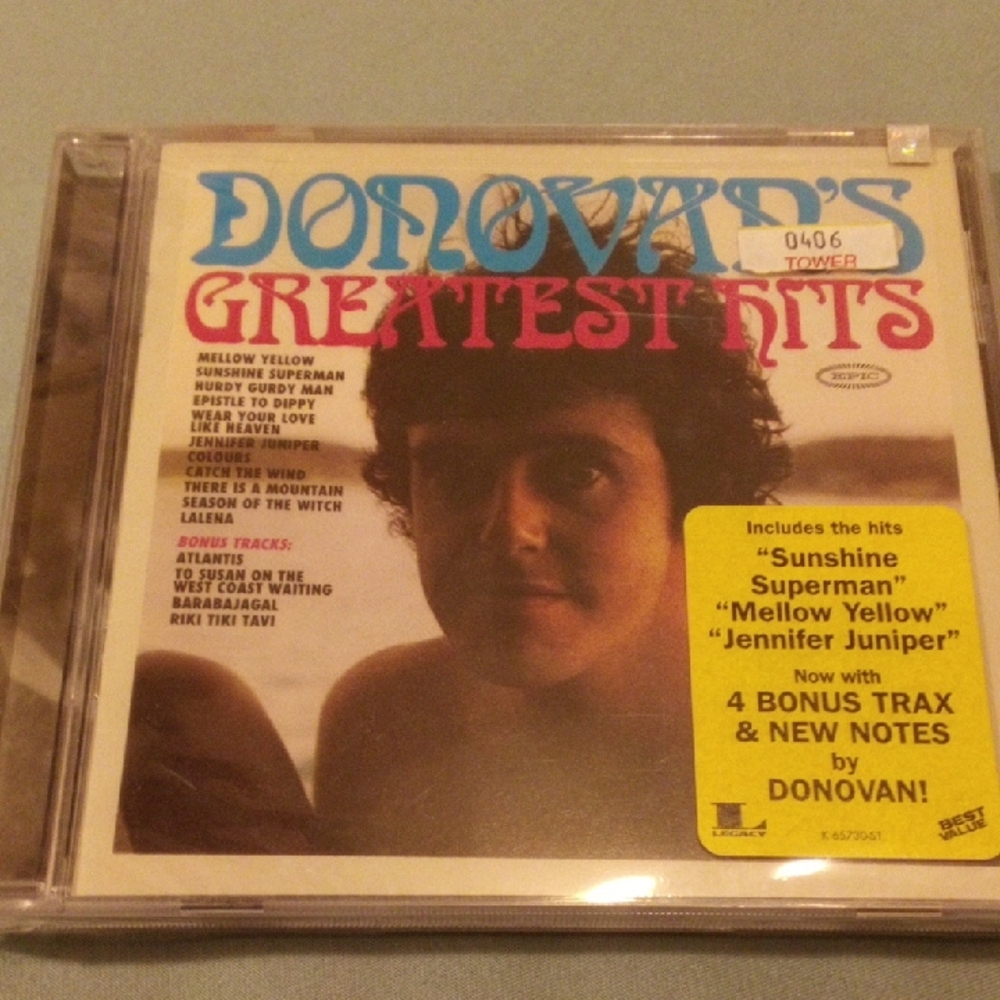 DONOVAN'S
0406
TOWER
GREATEST HITS
EPIC
MELLOW YELLOW
SUNSHINE SUPERMAN
HURDY GURDY MAN
EPISTLE TO DIPPY
WEAR YOUR LOVE
LIKE HEAVEN
JENNIFER JUNIPER
COLOURS
CATCH THE WIND
THERE IS A MOUNTAIN
SEASON OF THE WITCH
LALENA
BONUS TRACKS:
ATLANTIS
TO SUSAN ON THE
WEST COAST WAITING
BARABAJAGAL
RIKI TIKI TAVI
Includes the hits
"Sunshine
Superman"
"Mellow Yellow"
"Jennifer Juniper"
Now with
4 BONUS TRAX
& NEW NOTES
by
DONOVAN!
L
LEGACY
K 65730-S1
BEST
VALUE